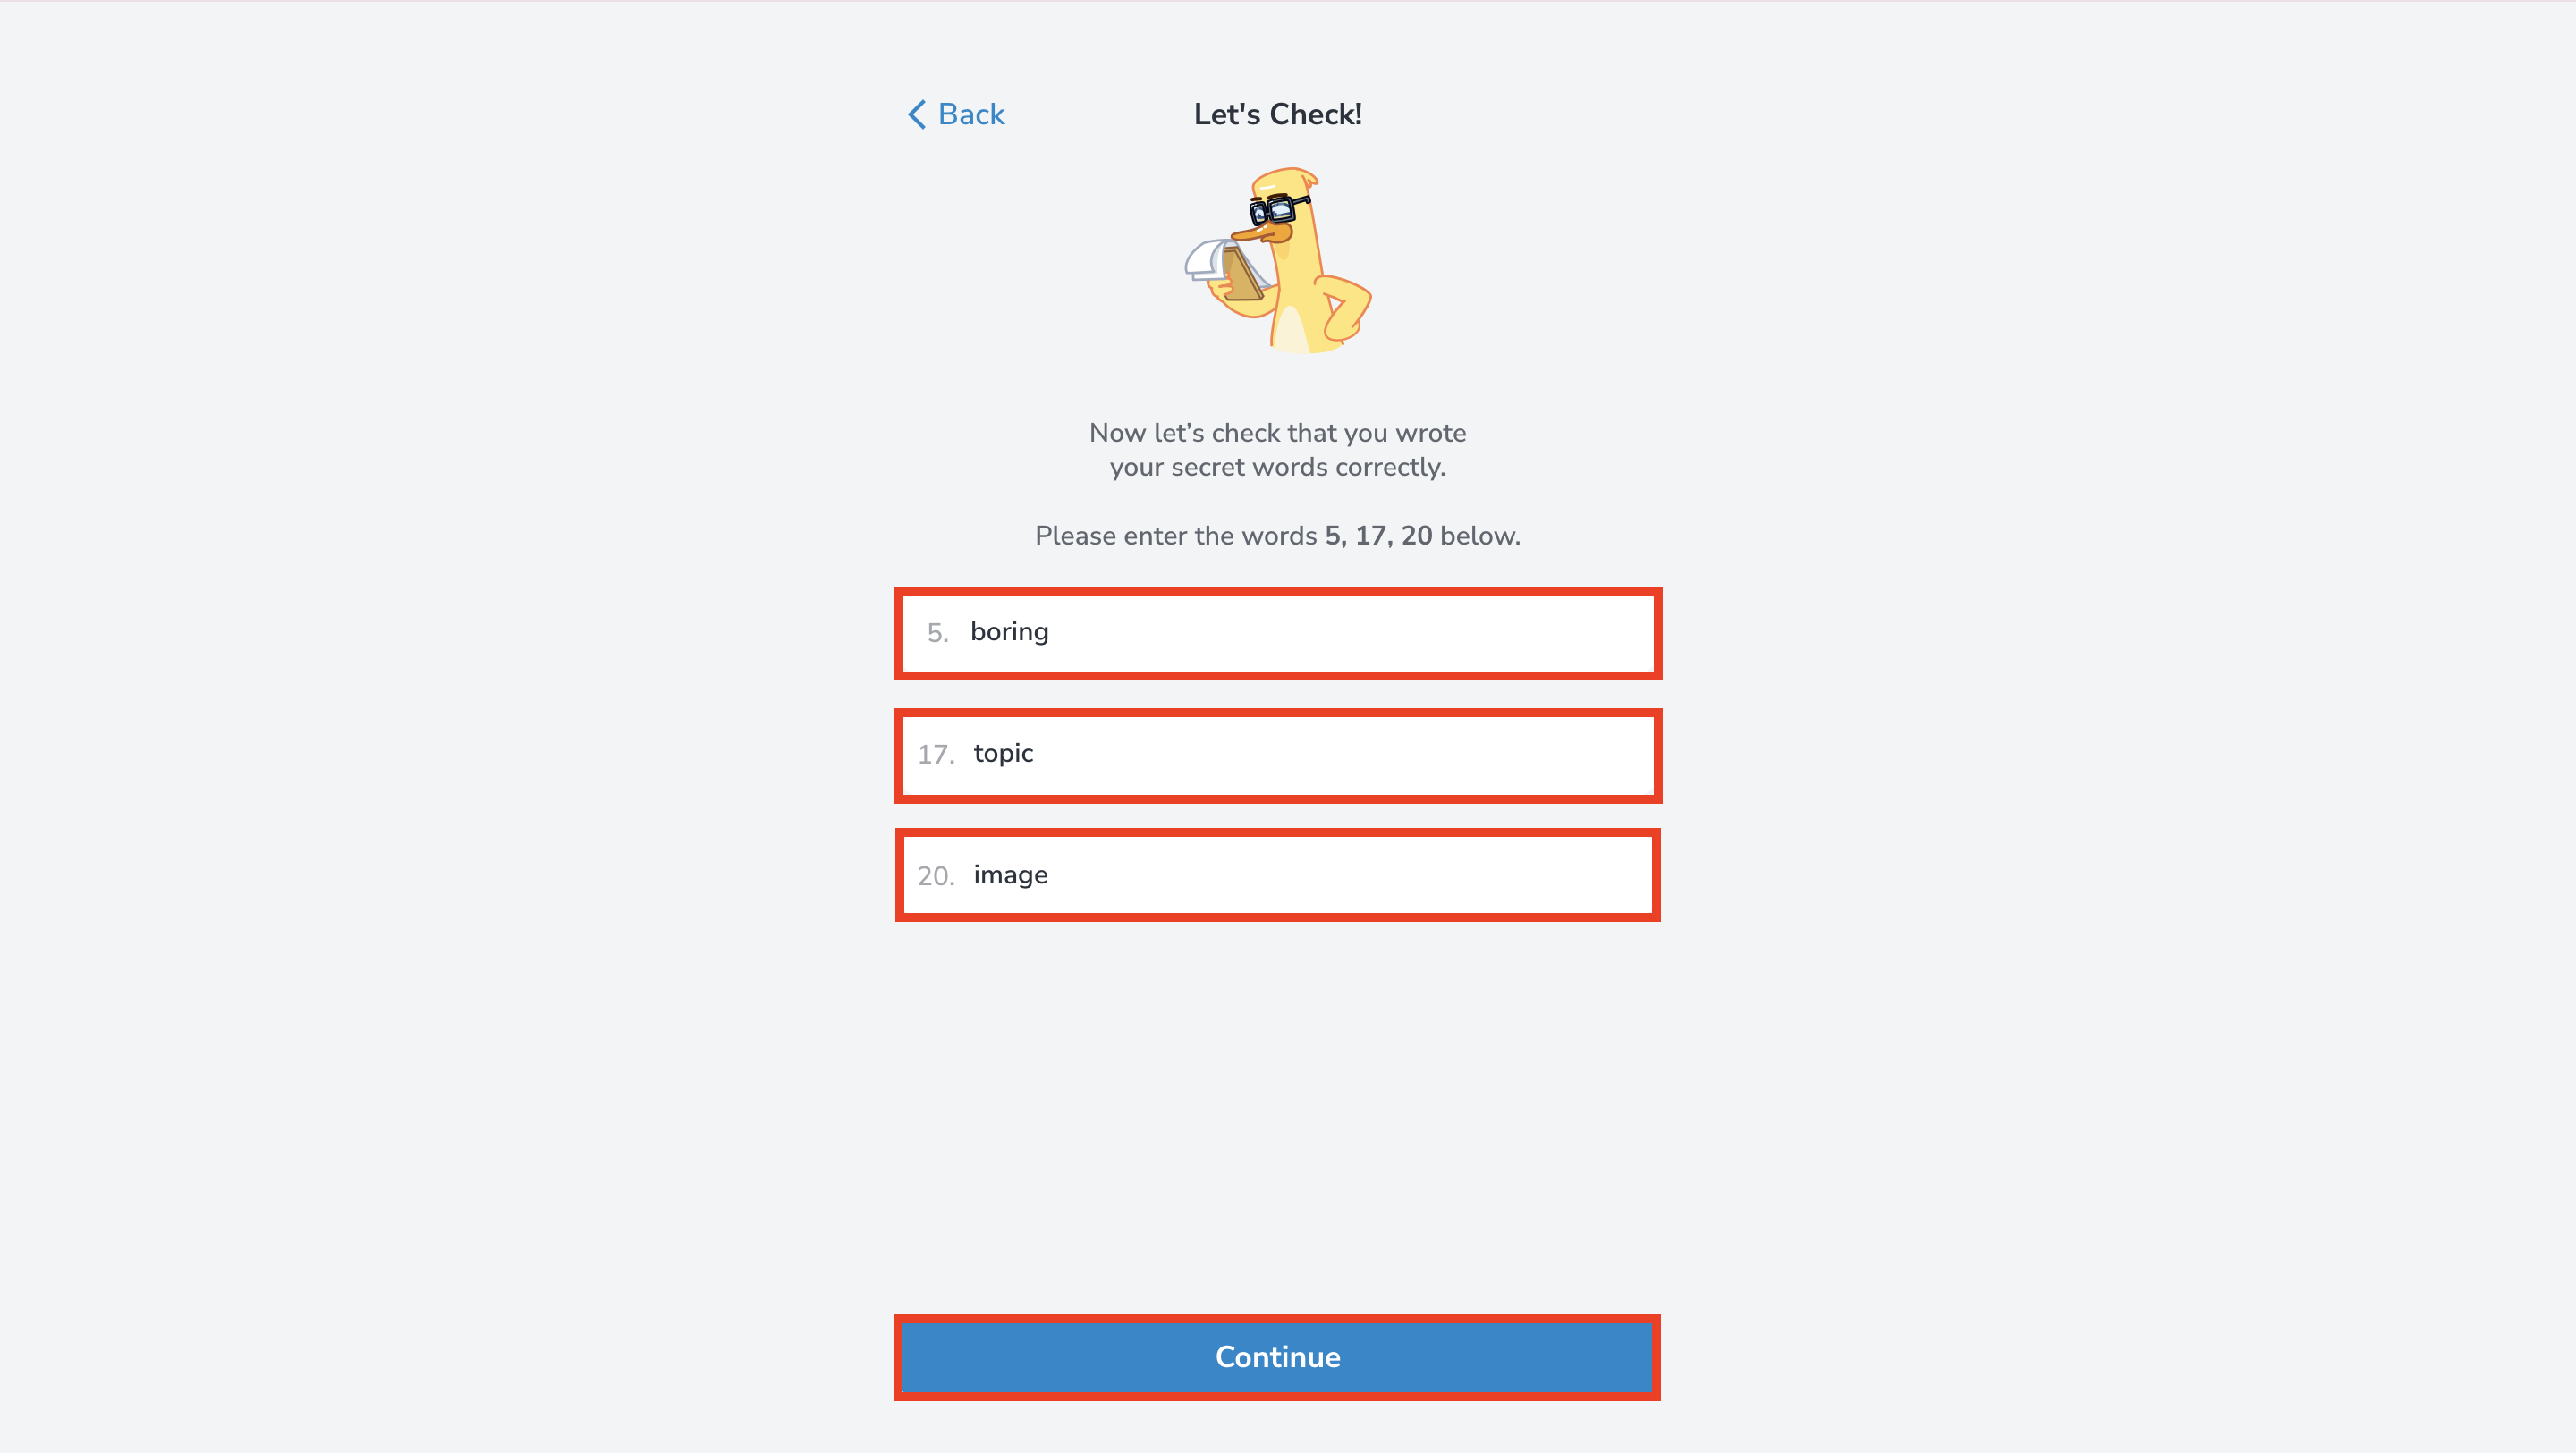 Back
Let's Check!
Now let’s check that you wrote
your secret words correctly.
Please enter the words 5, 17, 20 below.
5. boring
17. topic
20. image
Continue